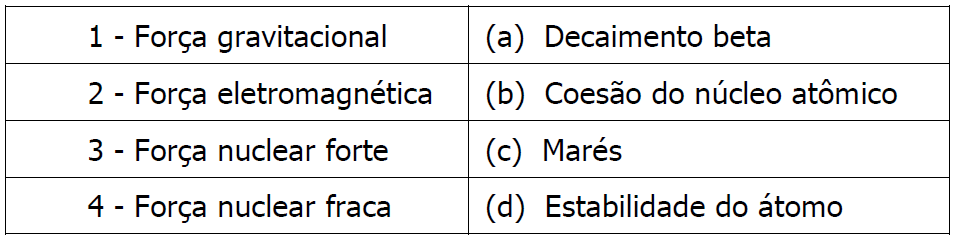 1 - Força gravitacional (a) Decaimento beta
2 - Força eletromagnética (b) Coesão do núcleo atômico
3 - Força nuclear forte (c) Marés
4 - Força nuclear fraca (d) Estabilidade do átomo